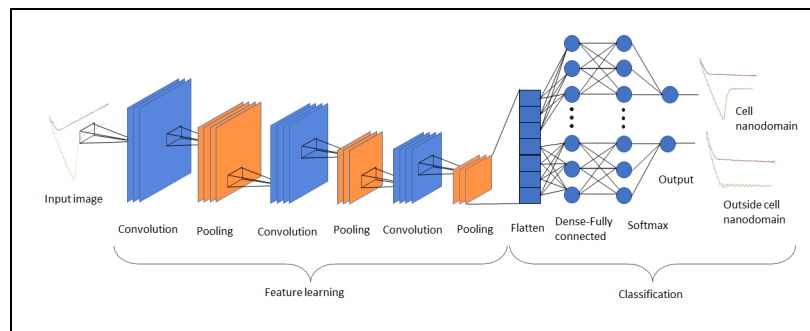 Input image
Convolution
Pooling
Convolution
Pooling
Convolution
Pooling
Flatten
Dense-Fully
connected
Softmax
Output
Cell
nanodomain
Outside cell
nanodomain
Feature learning
Classification